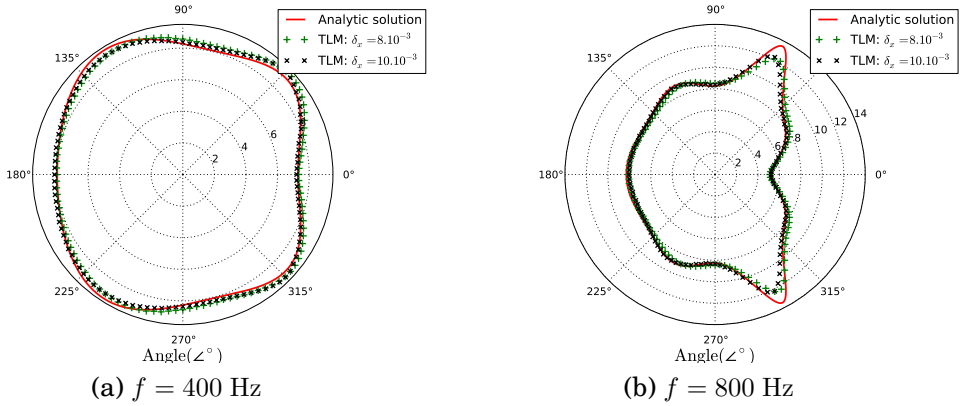 90°
Analytic solution
TLM: δₓ =8.10⁻³
TLM: δₓ =10.10⁻³
135°
6
4
2
180°
0°
225°
315°
270°
Angle(∠°)
(a) f = 400 Hz
90°
Analytic solution
TLM: δₓ =8.10⁻³
TLM: δₓ =10.10⁻³
135°
14
12
10
8
6
4
2
180°
0°
225°
315°
270°
Angle(∠°)
(b) f = 800 Hz